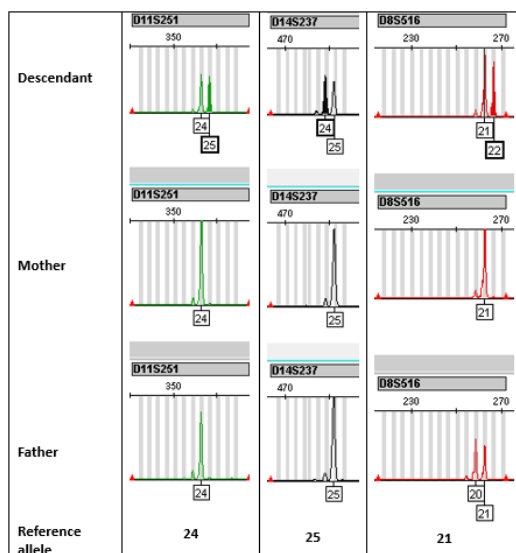 D11S251 D14S237 D8S516
350 470 230 270
Descendant
24 24 21
25 25 22
D11S251 D14S237 D8S516
350 470 230 270
Mother
24 25 21
D11S251 D14S237 D8S516
350 470 230 270
Father
24 25 20
21
Reference 24 25 21
allele